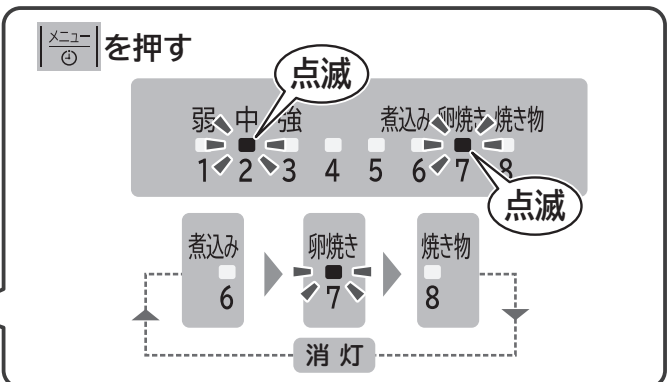 メニュー を押す
点滅
弱 中 強 煮込み 卵焼き 焼き物
1 2 3 4 5 6 7 8
点滅
煮込み 卵焼き 焼き物
6 7 8
消灯